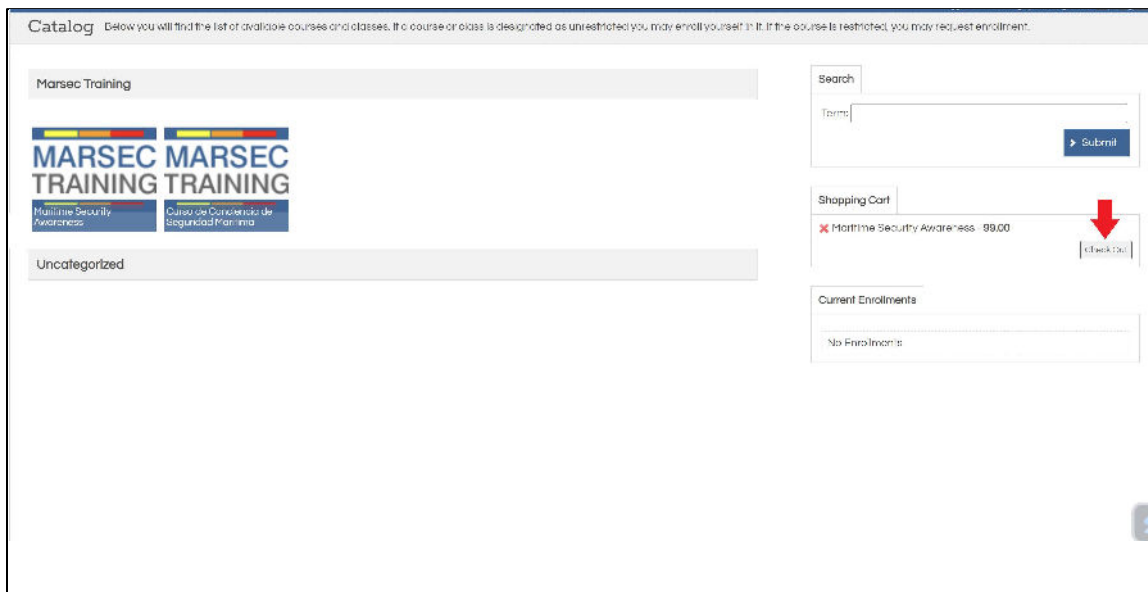 Catalog Below you will find the list of available courses and classes. If a course or class is designated as unrestricted you may enroll yourself in it. If the course is restricted, you may request enrollment.
Marsec Training
MARSEC
TRAINING
Maritime Security
Awareness
MARSEC
TRAINING
Curso de Conciencia de
Seguridad Maritima
Uncategorized
Search
Term:
Submit
Shopping Cart
Maritime Security Awareness - 99.00
Check Out
Current Enrollments
No Enrollments